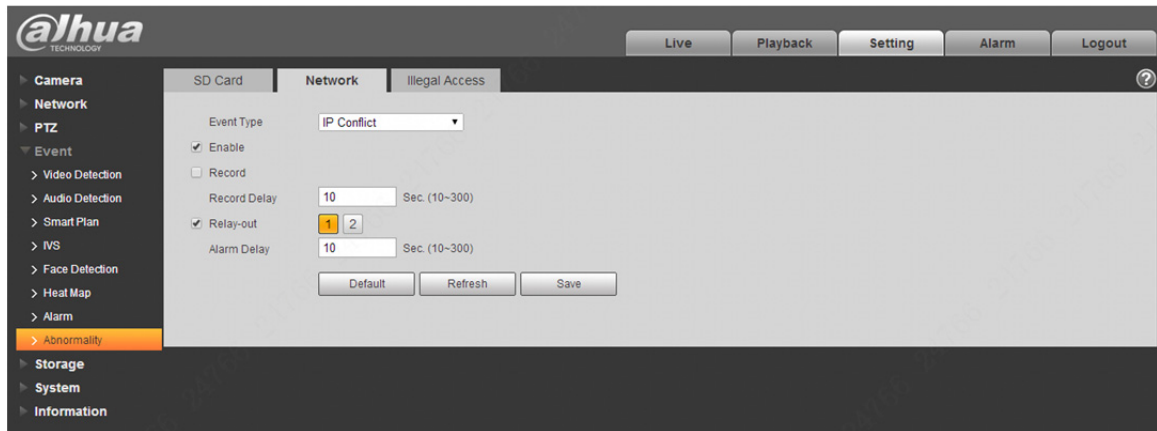 alhua
TECHNOLOGY
Live Playback Setting Alarm Logout
Camera
Network
PTZ
Event
> Video Detection
> Audio Detection
> Smart Plan
> IVS
> Face Detection
> Heat Map
> Alarm
> Abnormality
Storage
System
Information
SD Card Network Illegal Access ?
Event Type IP Conflict
Enable
Record
Record Delay 10 Sec. (10~300)
Relay-out 1 2
Alarm Delay 10 Sec. (10~300)
Default Refresh Save